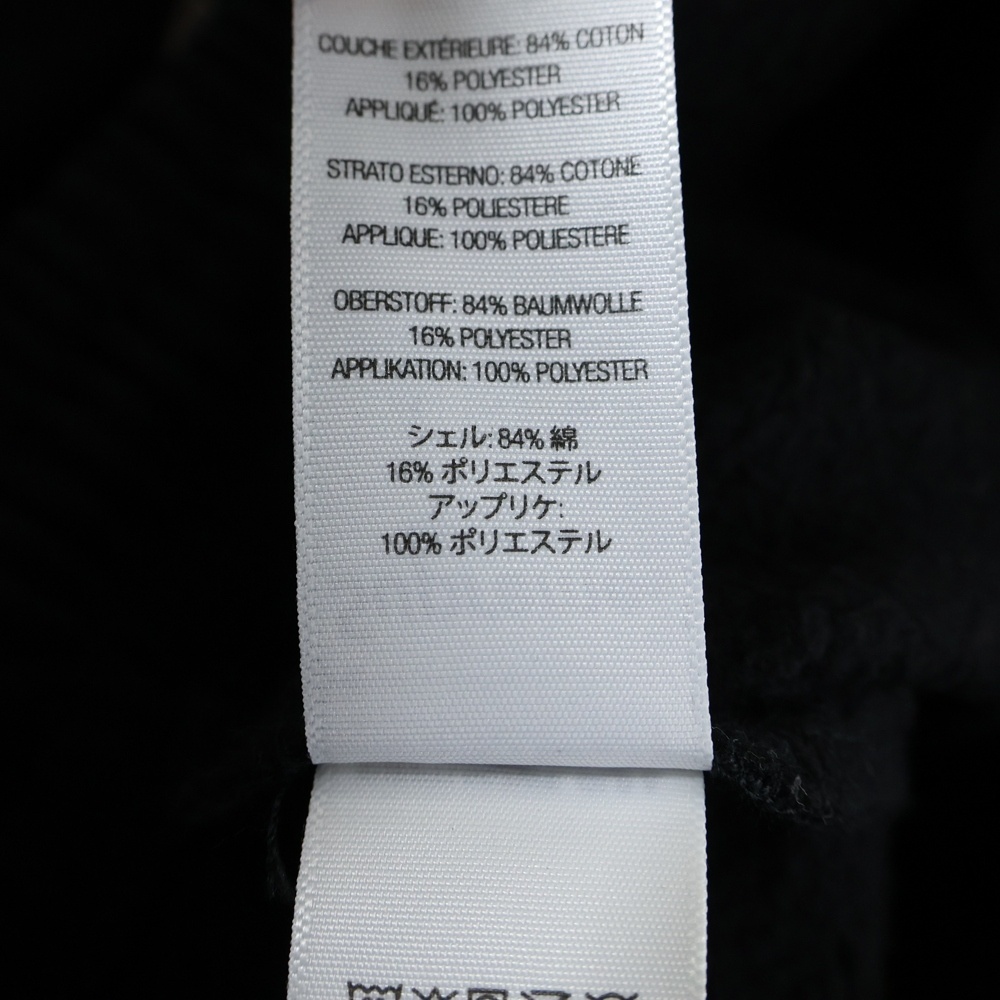 COUCHE EXTÉRIEURE: 84% COTON
16% POLYESTER
APPLIQUÉ: 100% POLYESTER
STRATO ESTERNO: 84% COTONE
16% POLIESTERE
APPLIQUE: 100% POLIESTERE
OBERSTOFF: 84% BAUMWOLLE
16% POLYESTER
APPLIKATION: 100% POLYESTER
シェル: 84% 綿
16% ポリエステル
アップリケ:
100% ポリエステル